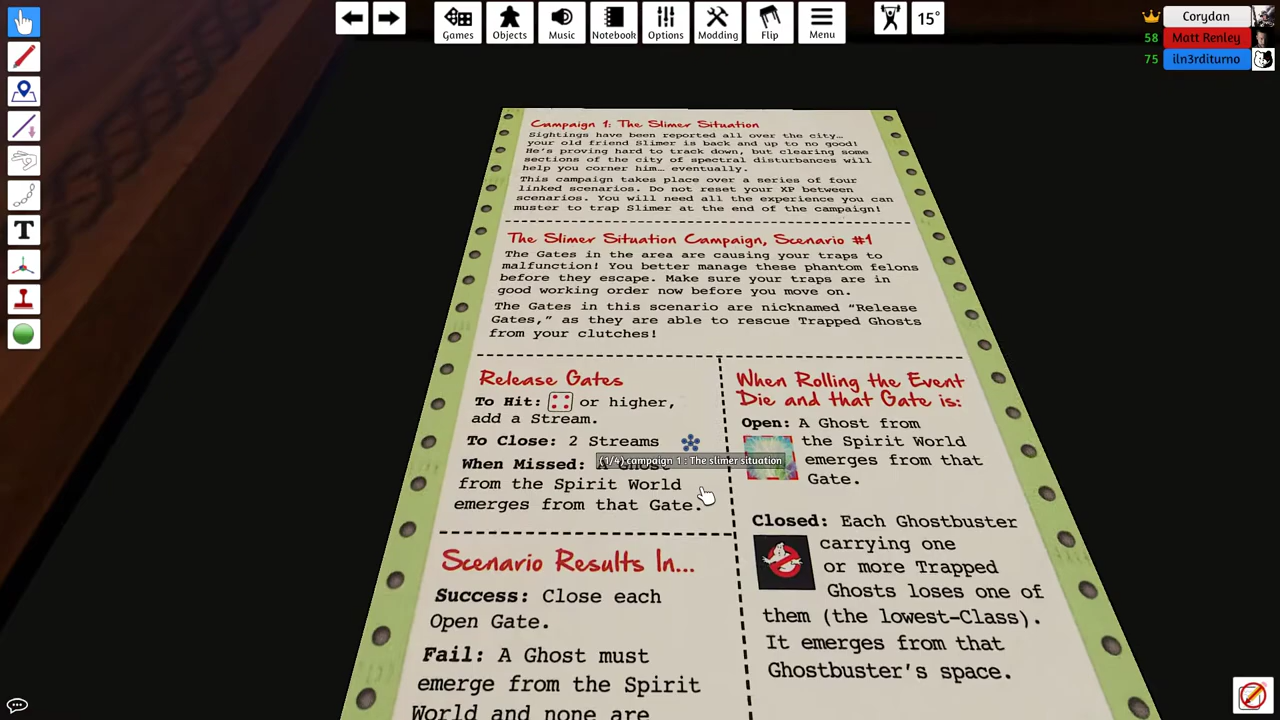 Games
Objects
Music
Notebook
Options
Modding
Flip
Menu
15°
Corydan
58 Matt Renley
75 iln3rditurno
T
Campaign 1: The Slimer Situation
Sightings have been reported all over the city…
your old friend Slimer is back and up to no good!
He's proving hard to track down, but clearing some
sections of the city of spectral disturbances will
help you corner him… eventually.
This campaign takes place over a series of four
linked scenarios. Do not reset your XP between
scenarios. You will need all the experience you can
muster to trap Slimer at the end of the campaign!
The Slimer Situation Campaign, Scenario #1
The Gates in the area are causing your traps to
malfunction! You better manage these phantom felons
before they escape. Make sure your traps are in
good working order now before you move on.
The Gates in this scenario are nicknamed “Release
Gates,” as they are able to rescue Trapped Ghosts
from your clutches!
Release Gates
To Hit: or higher,
add a Stream.
To Close: 2 Streams
(1/4) campaign 1 : The slimer situation
When Missed: A Ghost
from the Spirit World
emerges from that Gate.
Scenario Results In...
Success: Close each
Open Gate.
Fail: A Ghost must
emerge from the Spirit
World and none are
When Rolling the Event
Die and that Gate is:
Open: A Ghost from
the Spirit World
emerges from that
Gate.
Closed: Each Ghostbuster
carrying one
or more Trapped
Ghosts loses one of
them (the lowest-Class).
It emerges from that
Ghostbuster's space.